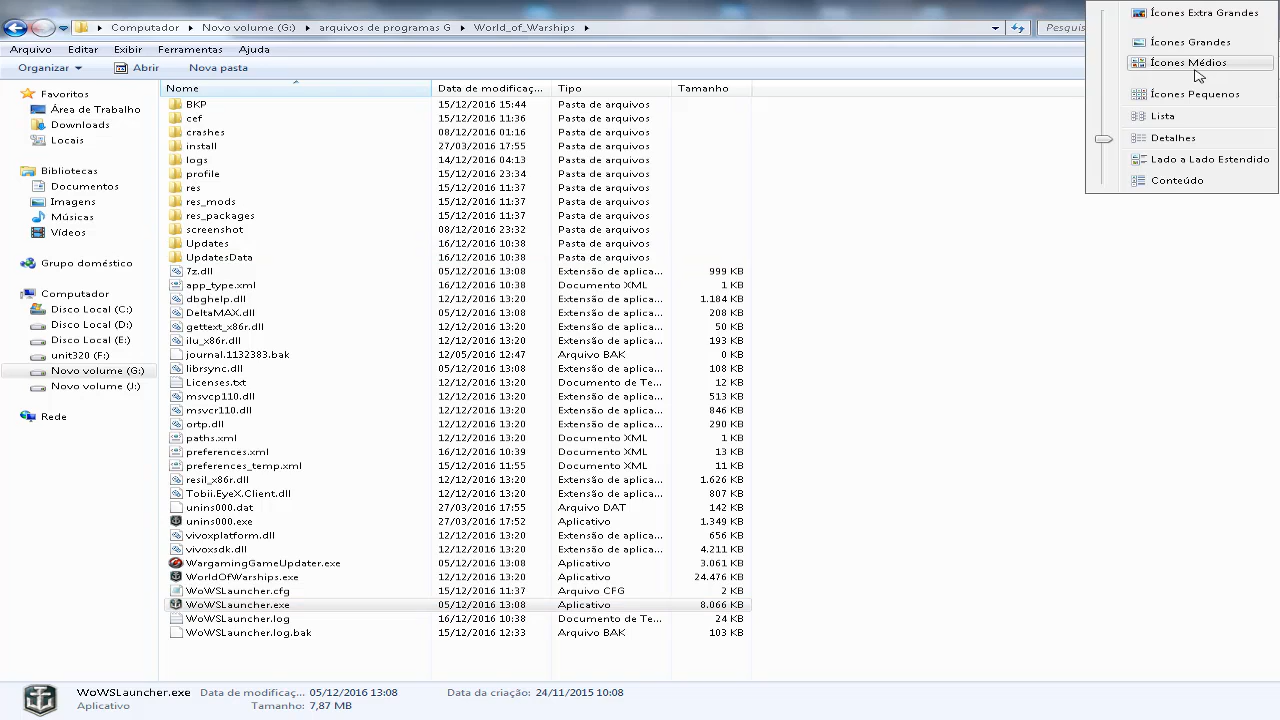 Computador Novo volume (G:) arquivos de programas G World_of_Warships
Pesquis
Arquivo Editar Exibir Ferramentas Ajuda
Organizar Abrir Nova pasta
Ícones Extra Grandes
Ícones Grandes
Ícones Médios
Ícones Pequenos
Lista
Detalhes
Lado a Lado Estendido
Conteúdo
Favoritos
Área de Trabalho
Downloads
Locais
Bibliotecas
Documentos
Imagens
Músicas
Vídeos
Grupo doméstico
Computador
Disco Local (C:)
Disco Local (D:)
Disco Local (E:)
unit320 (F:)
Novo volume (G:)
Novo volume (J:)
Rede
Nome Data de modificaç... Tipo Tamanho
BKP 15/12/2016 15:44 Pasta de arquivos
cef 15/12/2016 11:36 Pasta de arquivos
crashes 08/12/2016 01:16 Pasta de arquivos
install 27/03/2016 17:55 Pasta de arquivos
logs 14/12/2016 04:13 Pasta de arquivos
profile 15/12/2016 23:34 Pasta de arquivos
res 15/12/2016 11:37 Pasta de arquivos
res_mods 15/12/2016 11:37 Pasta de arquivos
res_packages 15/12/2016 11:37 Pasta de arquivos
screenshot 08/12/2016 23:32 Pasta de arquivos
Updates 16/12/2016 10:38 Pasta de arquivos
UpdatesData 16/12/2016 10:38 Pasta de arquivos
7z.dll 05/12/2016 13:08 Extensão de aplica... 999 KB
app_type.xml 16/12/2016 10:38 Documento XML 1 KB
dbghelp.dll 12/12/2016 13:20 Extensão de aplica... 1.184 KB
DeltaMAX.dll 05/12/2016 13:08 Extensão de aplica... 208 KB
gettext_x86r.dll 12/12/2016 13:20 Extensão de aplica... 50 KB
ilu_x86r.dll 12/12/2016 13:20 Extensão de aplica... 193 KB
journal.1132383.bak 12/05/2016 12:47 Arquivo BAK 0 KB
librsync.dll 05/12/2016 13:08 Extensão de aplica... 108 KB
Licenses.txt 12/12/2016 13:20 Documento de Te... 12 KB
msvcp110.dll 12/12/2016 13:20 Extensão de aplica... 513 KB
msvcr110.dll 12/12/2016 13:20 Extensão de aplica... 846 KB
ortp.dll 12/12/2016 13:20 Extensão de aplica... 290 KB
paths.xml 12/12/2016 13:20 Documento XML 1 KB
preferences.xml 16/12/2016 10:39 Documento XML 13 KB
preferences_temp.xml 15/12/2016 11:55 Documento XML 11 KB
resil_x86r.dll 12/12/2016 13:20 Extensão de aplica... 1.626 KB
Tobii.EyeX.Client.dll 12/12/2016 13:20 Extensão de aplica... 807 KB
unins000.dat 27/03/2016 17:55 Arquivo DAT 142 KB
unins000.exe 27/03/2016 17:52 Aplicativo 1.349 KB
vivoxplatform.dll 12/12/2016 13:20 Extensão de aplica... 656 KB
vivoxsdk.dll 12/12/2016 13:20 Extensão de aplica... 4.211 KB
WargamingGameUpdater.exe 05/12/2016 13:08 Aplicativo 3.061 KB
WorldOfWarships.exe 12/12/2016 13:20 Aplicativo 24.476 KB
WoWSLauncher.cfg 15/12/2016 11:37 Arquivo CFG 2 KB
WoWSLauncher.exe 05/12/2016 13:08 Aplicativo 8.066 KB
WoWSLauncher.log 16/12/2016 10:38 Documento de Te... 24 KB
WoWSLauncher.log.bak 15/12/2016 12:33 Arquivo BAK 103 KB
WoWSLauncher.exe Data de modificaç... 05/12/2016 13:08 Data da criação: 24/11/2015 10:08
Aplicativo Tamanho: 7,87 MB